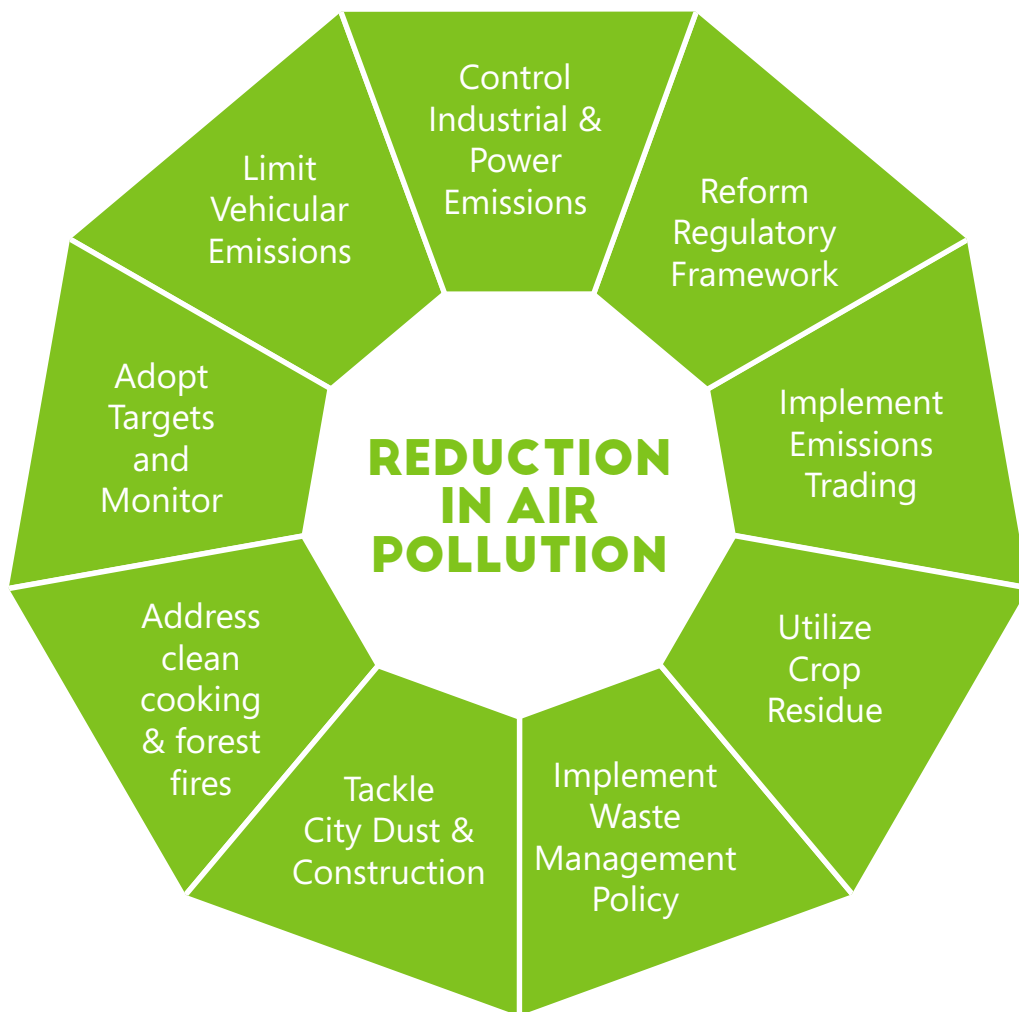 Control
Industrial &
Power
Emissions
Reform
Regulatory
Framework
Implement
Emissions
Trading
Utilize
Crop
Residue
Implement
Waste
Management
Policy
Tackle
City Dust &
Construction
Address
clean
cooking
& forest
fires
Adopt
Targets
and
Monitor
Limit
Vehicular
Emissions
REDUCTION
IN AIR
POLLUTION